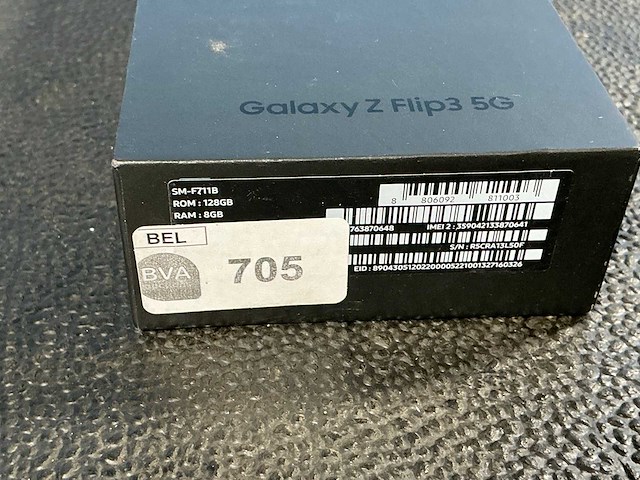 Galaxy Z Flip3 5G
SM-F711B
ROM : 128GB
RAM : 8GB
8 806092 811003
763870648
IMEI 2 : 359042133870641
S/N : R5CRA13L50F
EID : 89043051202200005221001327160326
BEL
BVA
705